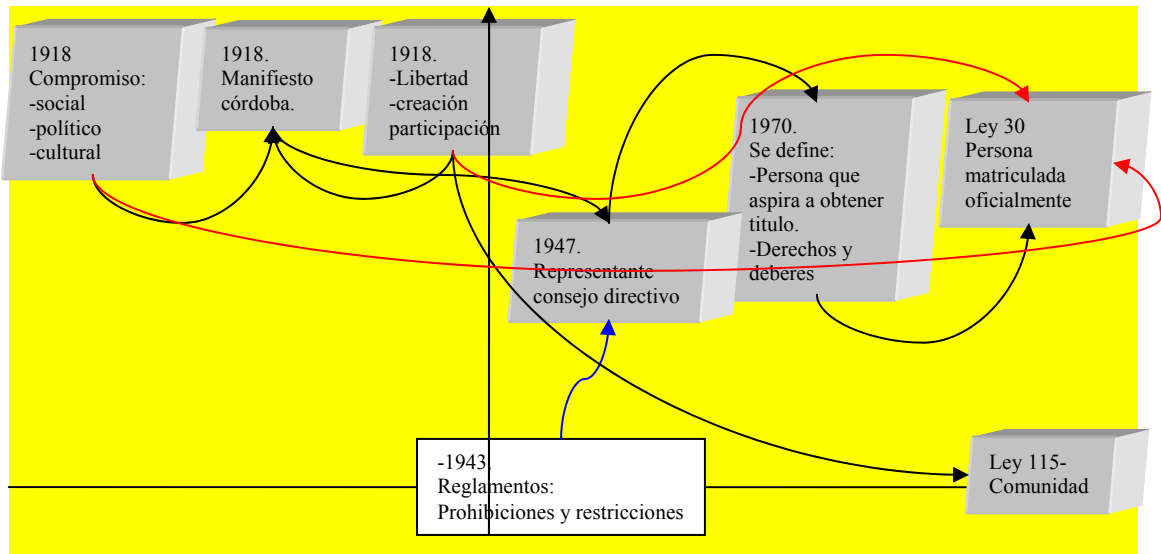 1918
Compromiso:
-social
-político
-cultural
1918.
Manifiesto
córdoba.
1918.
-Libertad
-creación
participación
1947.
Representante
consejo directivo
1970.
Se define:
-Persona que
aspira a obtener
titulo.
-Derechos y
deberes
Ley 30
Persona
matriculada
oficialmente
-1943.
Reglamentos:
Prohibiciones y restricciones
Ley 115-
Comunidad